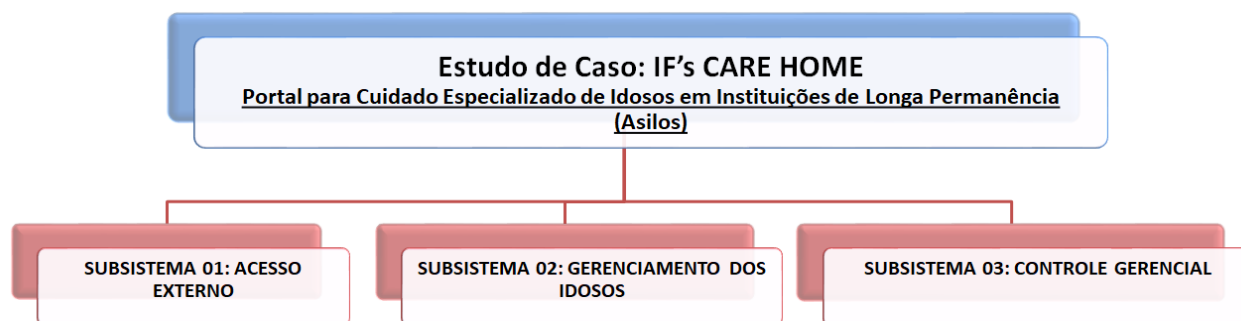 Estudo de Caso: IF’s CARE HOME
Portal para Cuidado Especializado de Idosos em Instituições de Longa Permanência
(Asilos)
SUBSISTEMA 01: ACESSO
EXTERNO
SUBSISTEMA 02: GERENCIAMENTO DOS
IDOSOS
SUBSISTEMA 03: CONTROLE GERENCIAL